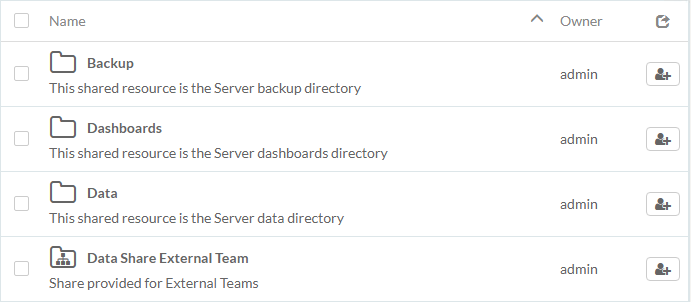 Name Owner
Backup
This shared resource is the Server backup directory
admin
Dashboards
This shared resource is the Server dashboards directory
admin
Data
This shared resource is the Server data directory
admin
Data Share External Team
Share provided for External Teams
admin